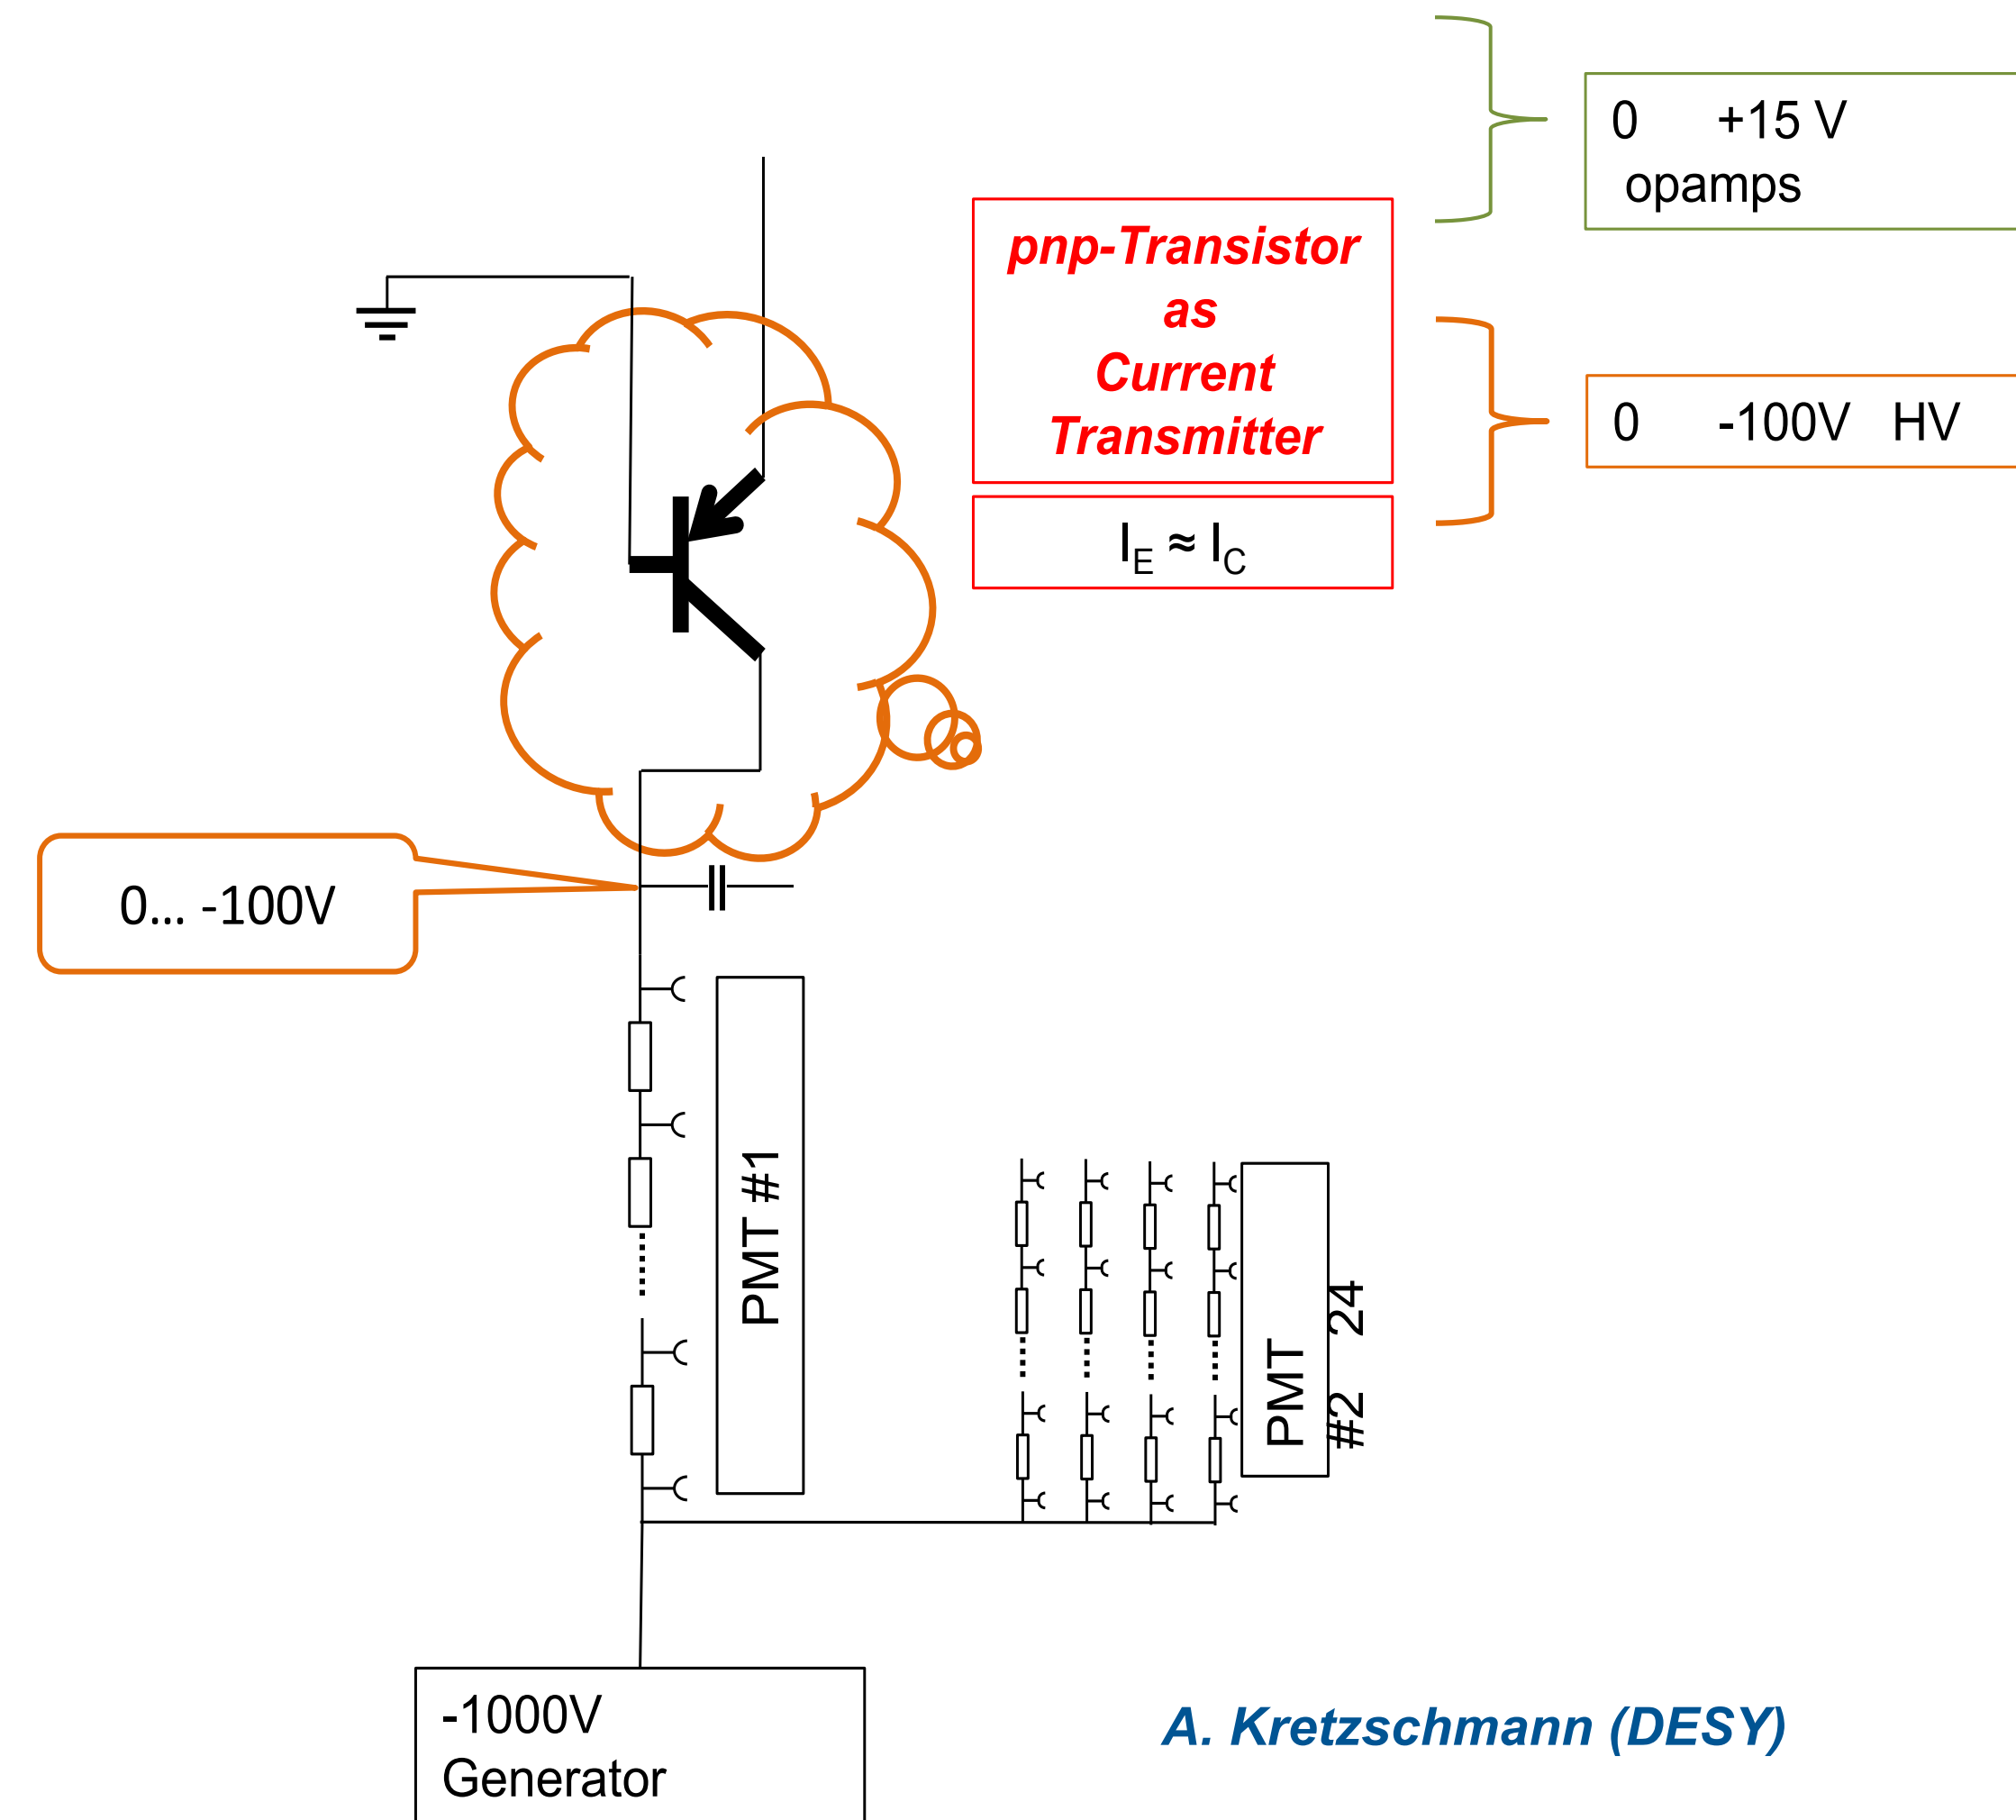 0 +15 V
opamps
pnp-Transistor
as
Current
Transmitter
0 -100V HV
IE ≈ IC
0... -100V
PMT #1
PMT
#2 24
-1000V
Generator
A. Kretzschmann (DESY)